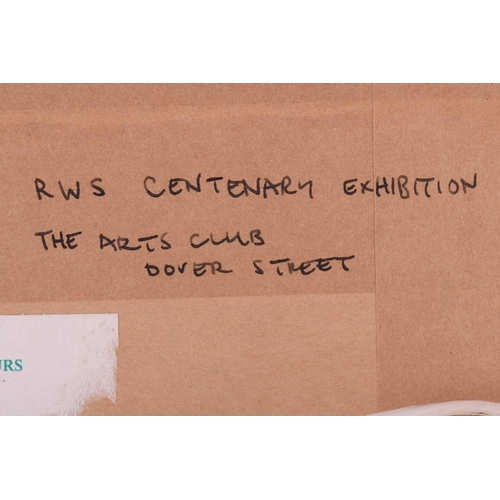 RWS CENTENARY EXHIBITION
THE ARTS CLUB
DOVER STREET
URS